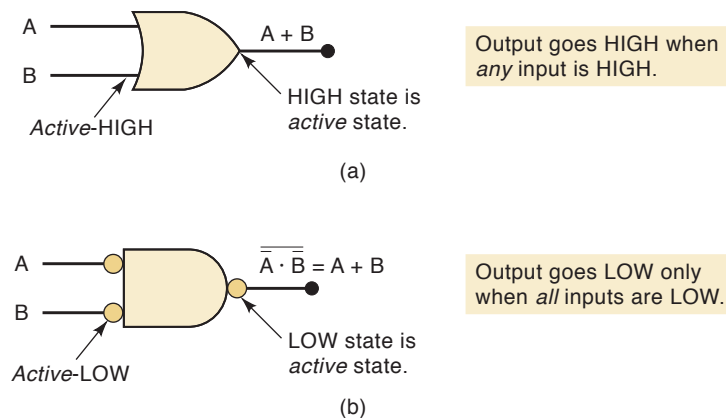 A
A + B
B
Output goes HIGH when
any input is HIGH.
Active-HIGH
HIGH state is
active state.
(a)
A
B
A̿ · B̿ = A + B
Output goes LOW only
when all inputs are LOW.
Active-LOW
LOW state is
active state.
(b)